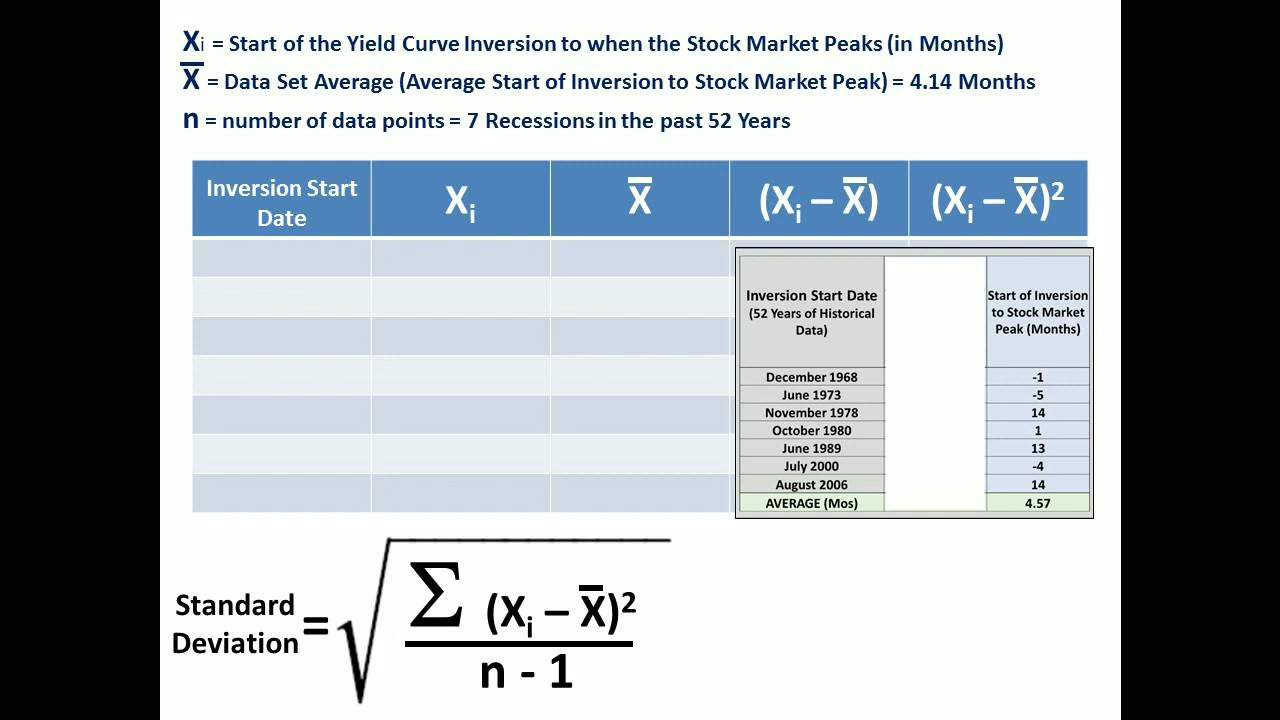 Xi = Start of the Yield Curve Inversion to when the Stock Market Peaks (in Months)
X̅ = Data Set Average (Average Start of Inversion to Stock Market Peak) = 4.14 Months
n = number of data points = 7 Recessions in the past 52 Years
Inversion Start
Date
Xi
X̅
(Xi – X̅)
(Xi – X̅)²
Inversion Start Date
(52 Years of Historical
Data)
Start of Inversion
to Stock Market
Peak (Months)
December 1968 -1
June 1973 -5
November 1978 14
October 1980 1
June 1989 13
July 2000 -4
August 2006 14
AVERAGE (Mos) 4.57
Standard
Deviation
= √
∑ (Xi – X̅)²
n - 1